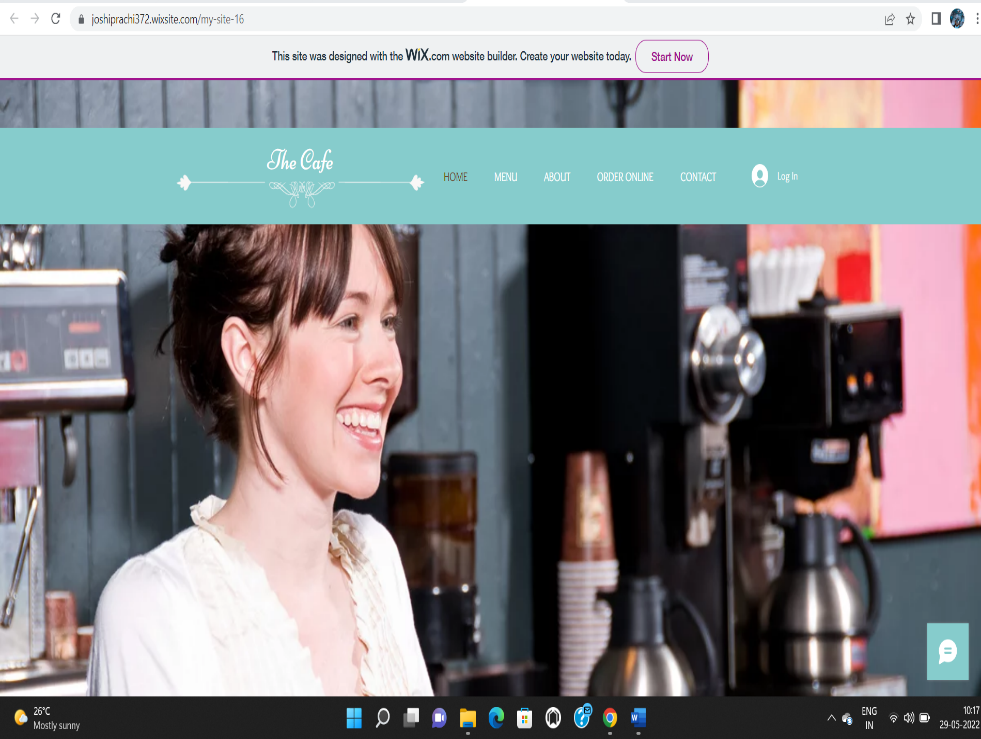 joshiprachi372.wixsite.com/my-site-16
This site was designed with the WiX.com website builder. Create your website today. Start Now
The Cafe
HOME MENU ABOUT ORDER ONLINE CONTACT Log In
26°C
Mostly sunny
ENG
IN
10:17
29-05-2022